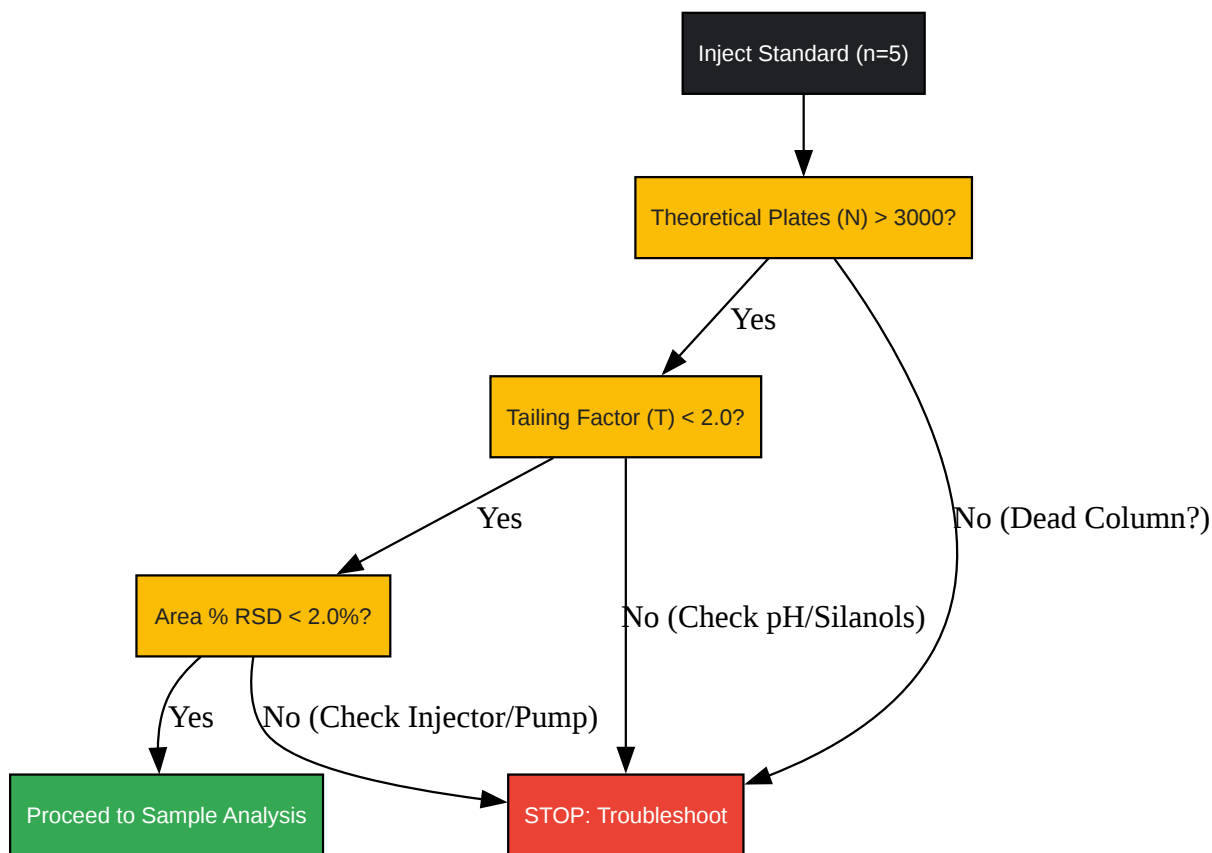 Inject Standard (n=5)
Theoretical Plates (N) > 3000?
Yes
Tailing Factor (T) < 2.0?
Yes
No (Dead Column?)
Area % RSD < 2.0%?
No (Check pH/Silanols)
Yes
No (Check Injector/Pump)
Proceed to Sample Analysis
STOP: Troubleshoot